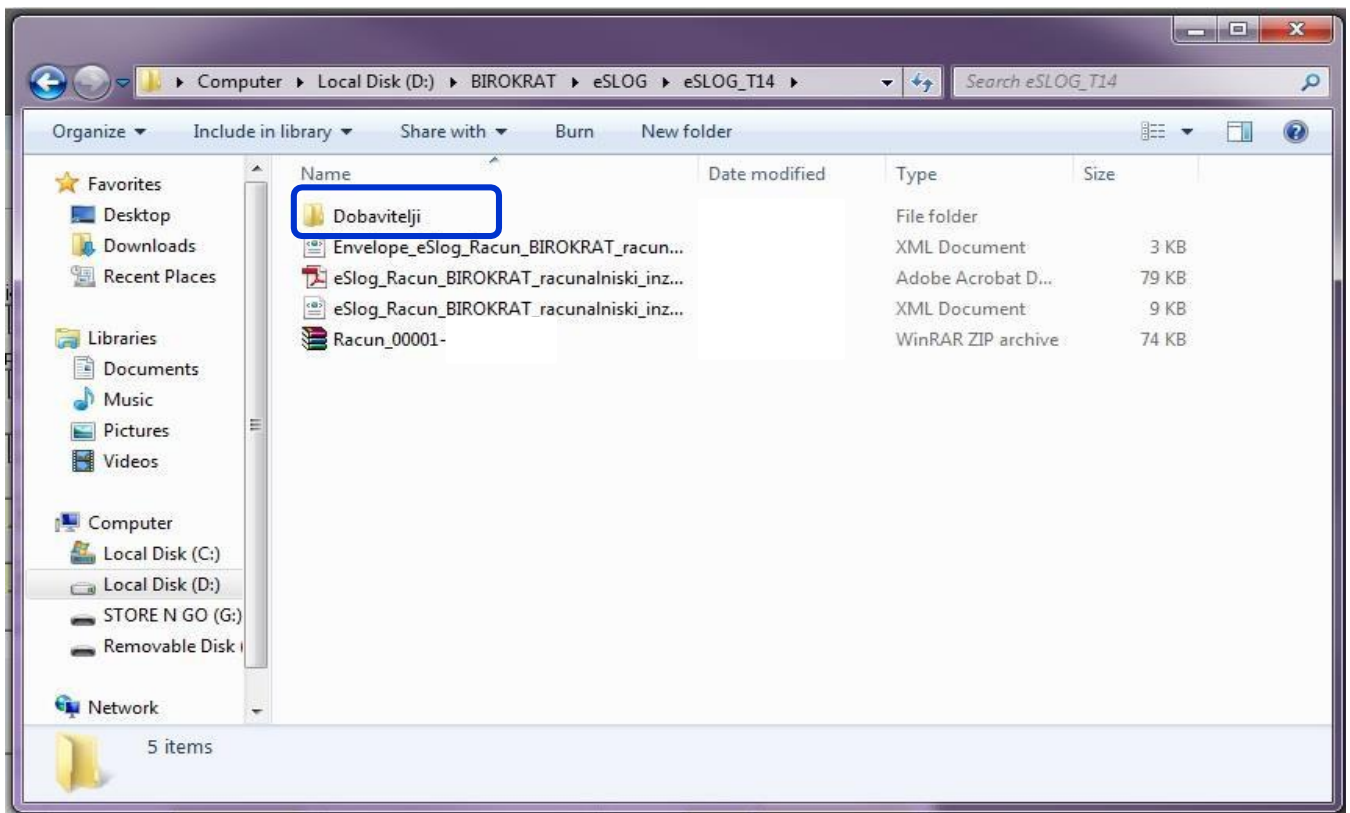 Computer ▸ Local Disk (D:) ▸ BIROKRAT ▸ eSLOG ▸ eSLOG_T14 ▸ Search eSLOG_T14
Organize Include in library Share with Burn New folder
Favorites
Desktop
Downloads
Recent Places
Libraries
Documents
Music
Pictures
Videos
Computer
Local Disk (C:)
Local Disk (D:)
STORE N GO (G:)
Removable Disk (
Network
Name Date modified Type Size
Dobavitelji File folder
Envelope_eSlog_Racun_BIROKRAT_racun... XML Document 3 KB
eSlog_Racun_BIROKRAT_racunalniski_inz... Adobe Acrobat D... 79 KB
eSlog_Racun_BIROKRAT_racunalniski_inz... XML Document 9 KB
Racun_00001- WinRAR ZIP archive 74 KB
5 items